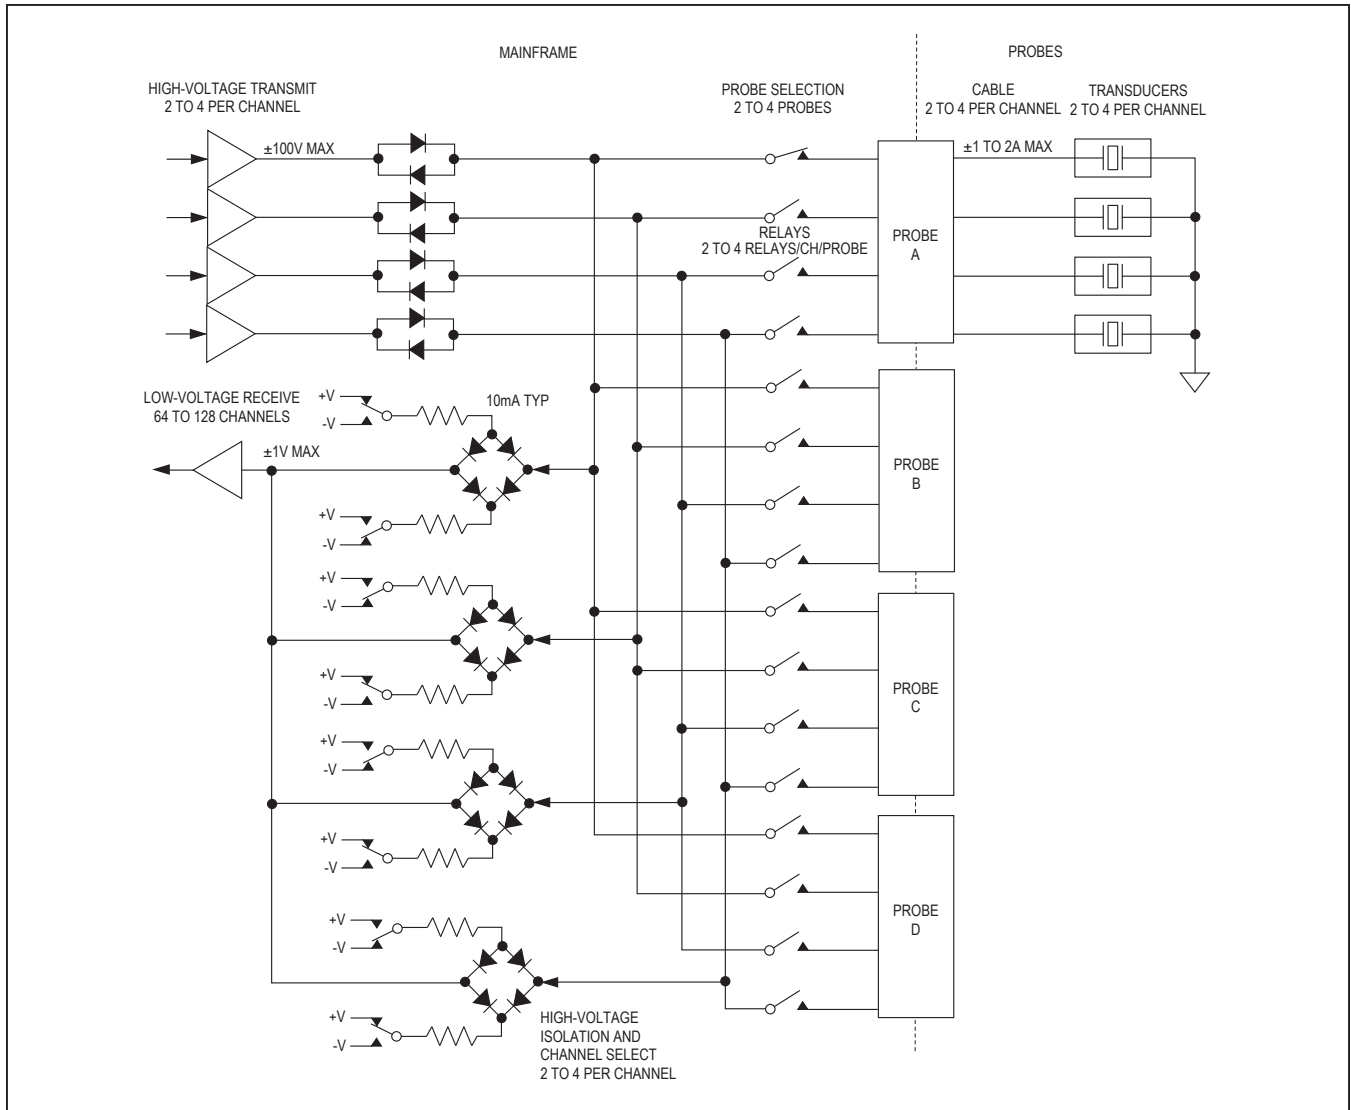 MAINFRAME
PROBES
HIGH-VOLTAGE TRANSMIT
2 TO 4 PER CHANNEL
PROBE SELECTION
2 TO 4 PROBES
CABLE
2 TO 4 PER CHANNEL
TRANSDUCERS
2 TO 4 PER CHANNEL
±100V MAX
±1 TO 2A MAX
RELAYS
2 TO 4 RELAYS/CH/PROBE
PROBE
A
LOW-VOLTAGE RECEIVE
64 TO 128 CHANNELS
±1V MAX
+V
-V
10mA TYP
+V
-V
PROBE
B
+V
-V
+V
-V
PROBE
C
+V
-V
+V
-V
PROBE
D
+V
-V
+V
-V
HIGH-VOLTAGE
ISOLATION AND
CHANNEL SELECT
2 TO 4 PER CHANNEL